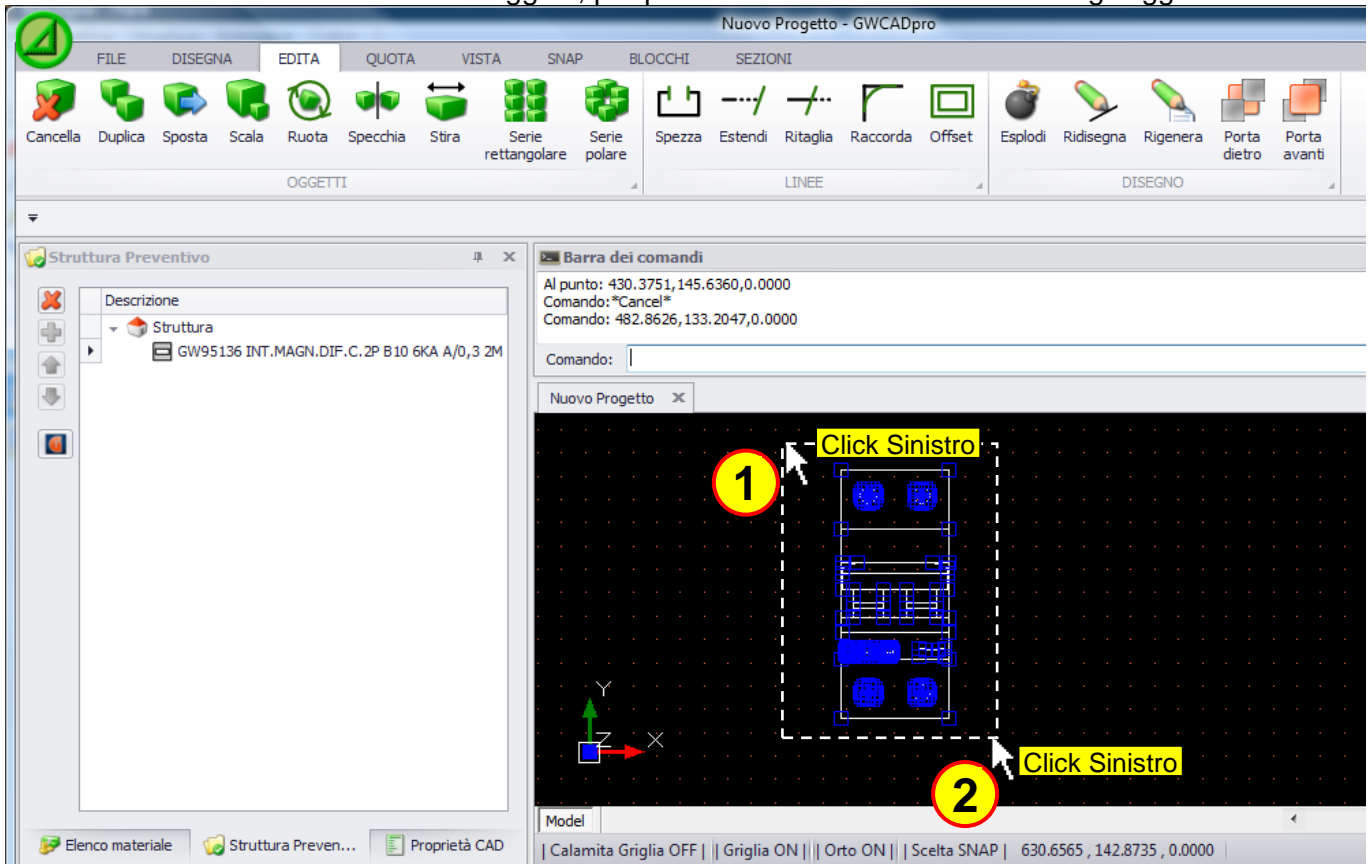 Nuovo Progetto - GWCADpro
FILE DISEGNA EDITA QUOTA VISTA SNAP BLOCCHI SEZIONI
Cancella Duplica Sposta Scala Ruota Specchia Stira Serie rettangolare Serie polare Spezza Estendi Ritaglia Raccorda Offset Esplodi Ridisegna Rigenera Porta dietro Porta avanti
OGGETTI LINEE DISEGNO
Struttura Preventivo
Descrizione
Struttura
GW95136 INT.MAGN.DIF.C.2P B10 6KA A/0,3 2M
Barra dei comandi
Al punto: 430.3751,145.6360,0.0000
Comando:*Cancel*
Comando: 482.8626,133.2047,0.0000
Comando:
Nuovo Progetto
Click Sinistro
1
Y
Z X
Click Sinistro
2
Model
Elenco materiale Struttura Preven... Proprietà CAD
| Calamita Griglia OFF | | Griglia ON | | Orto ON | | Scelta SNAP | 630.6565 , 142.8735 , 0.0000